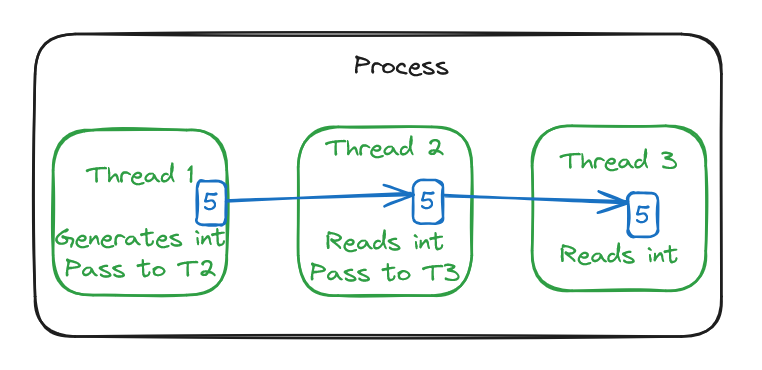 Process
Thread 1
5
Generates int
Pass to T2
Thread 2
5
Reads int
Pass to T3
Thread 3
5
Reads int